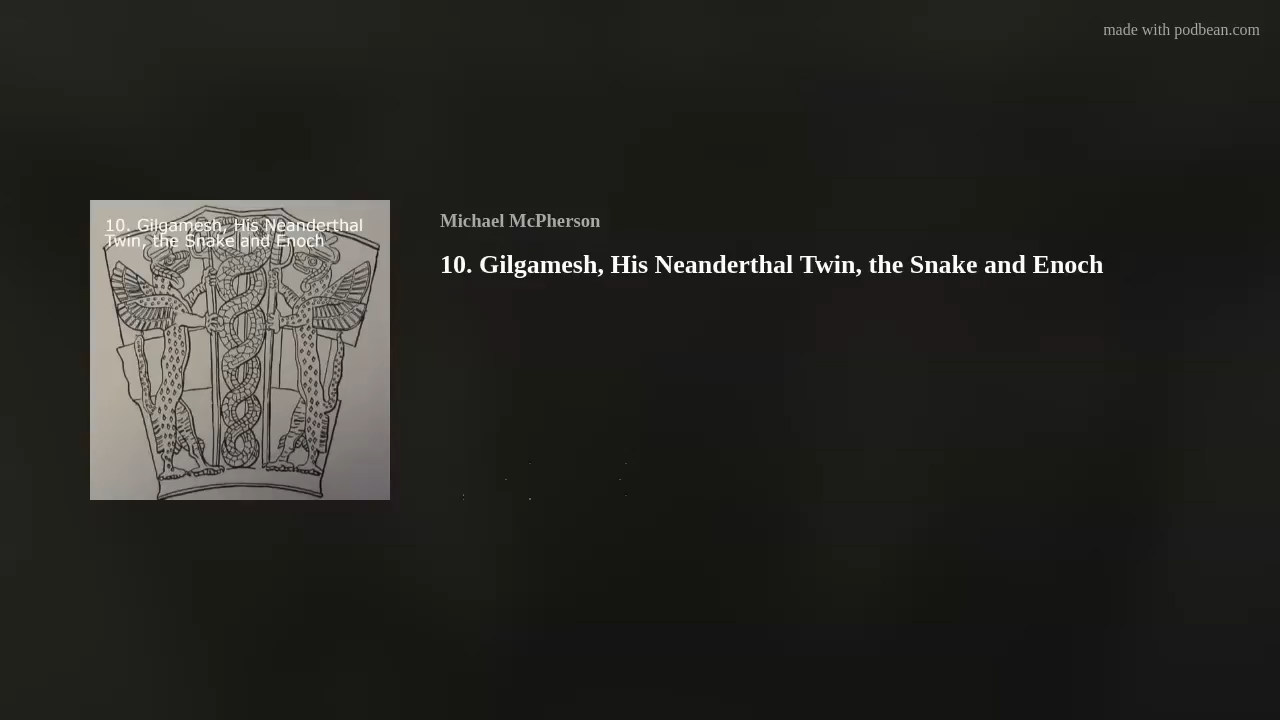 made with podbean.com
10. Gilgamesh, His Neanderthal
Twin, the Snake and Enoch
Michael McPherson
10. Gilgamesh, His Neanderthal Twin, the Snake and Enoch